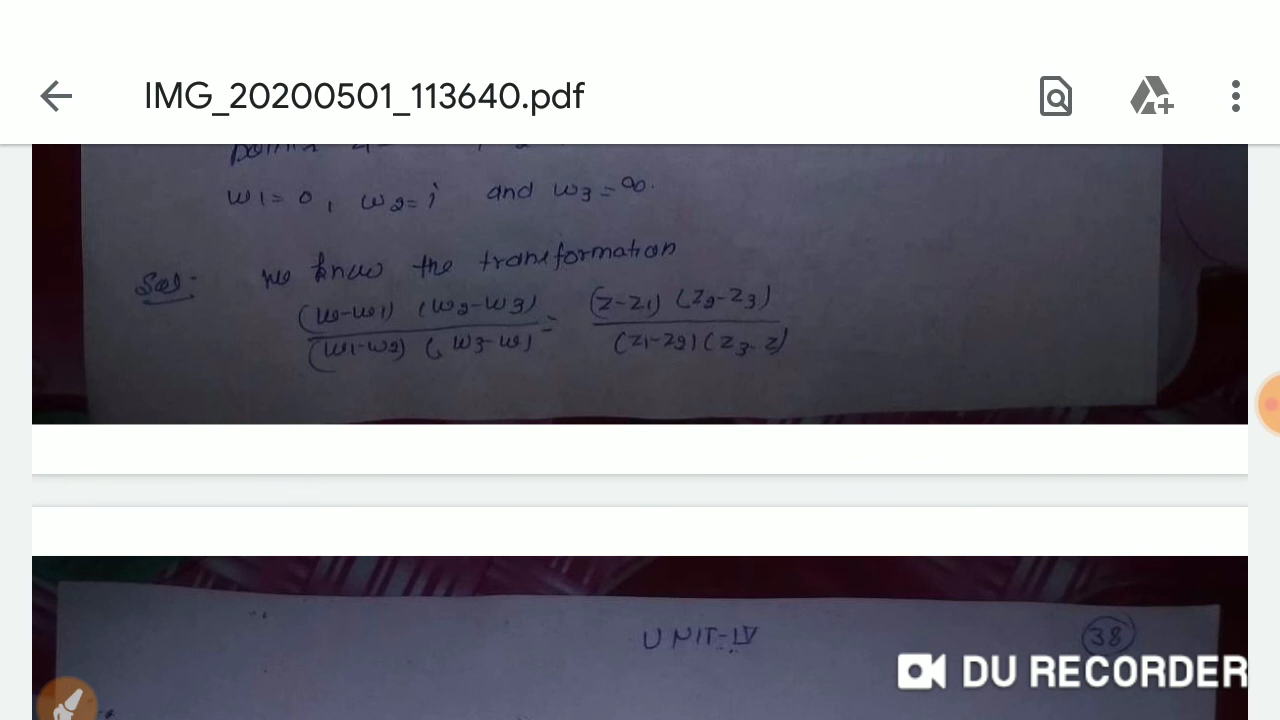 IMG_20200501_113640.pdf
w1 = 0, w2 = i and w3 = ∞.
Sol:- we know the transformation
(w-w1) (w2-w3) / (w1-w2) (w3-w) = (z-z1) (z2-z3) / (z1-z2) (z3-z)
UNIT-IV
38
DU RECORDER